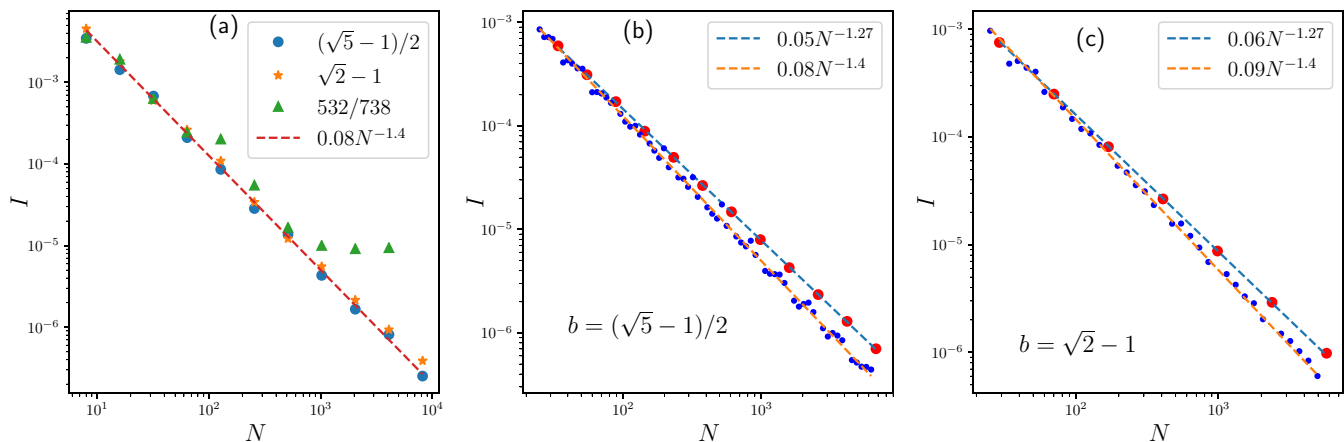 (a)
(√5 − 1)/2
√2 − 1
532/738
0.08N^{−1.4}
10^{−3}
10^{−4}
10^{−5}
10^{−6}
I
10^{1}
10^{2}
10^{3}
10^{4}
N
(b)
0.05N^{−1.27}
0.08N^{−1.4}
10^{−3}
10^{−4}
10^{−5}
10^{−6}
I
b = (√5 − 1)/2
10^{2}
10^{3}
N
(c)
0.06N^{−1.27}
0.09N^{−1.4}
10^{−3}
10^{−4}
10^{−5}
10^{−6}
I
b = √2 − 1
10^{2}
10^{3}
N